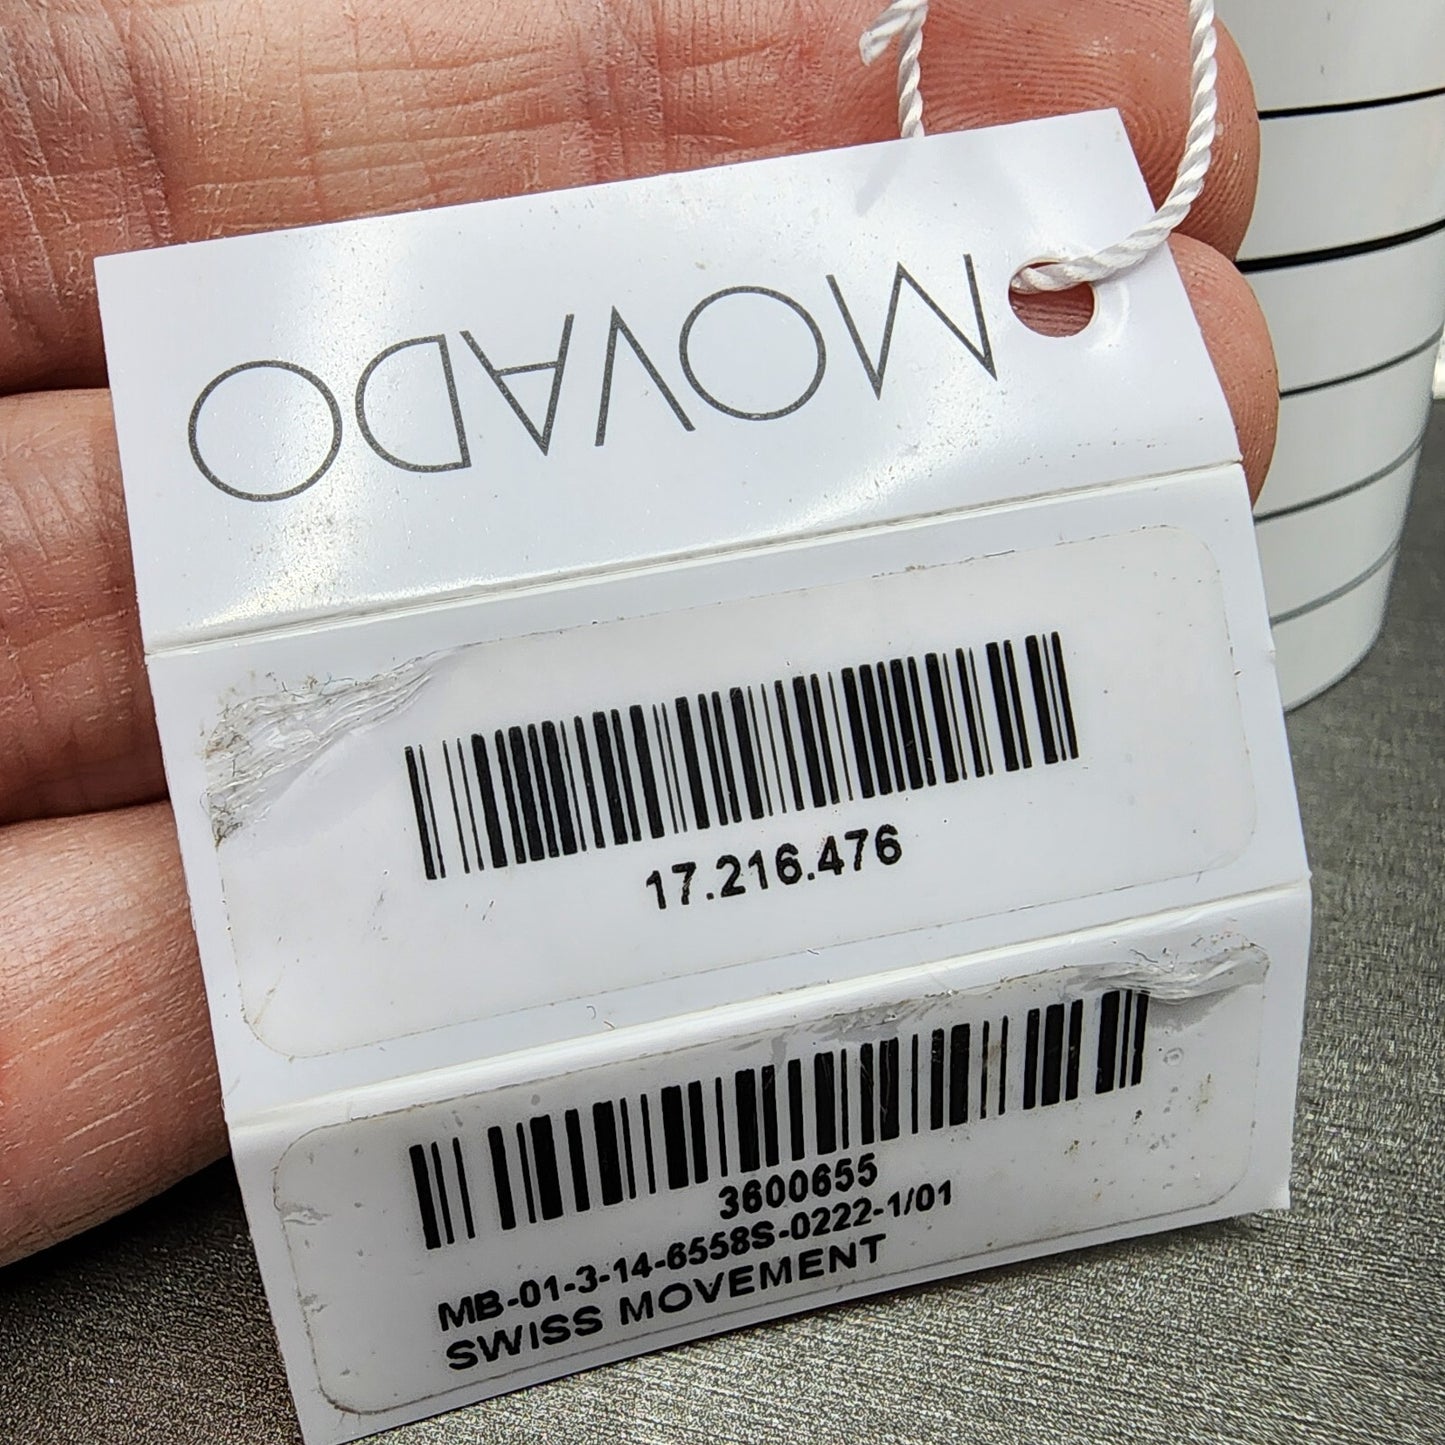 MOVADO
17.216.476
3600655
MB-01-3-14-6558S-0222-1/01
SWISS MOVEMENT